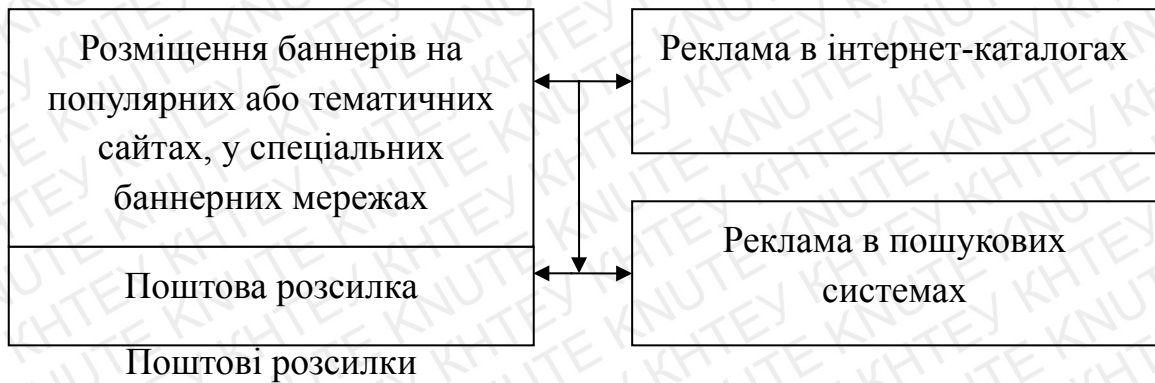 Розміщення баннерів на
популярних або тематичних
сайтах, у спеціальних
баннерних мережах
Поштова розсилка
Поштові розсилки
Реклама в інтернет-каталогах
Реклама в пошукових
системах